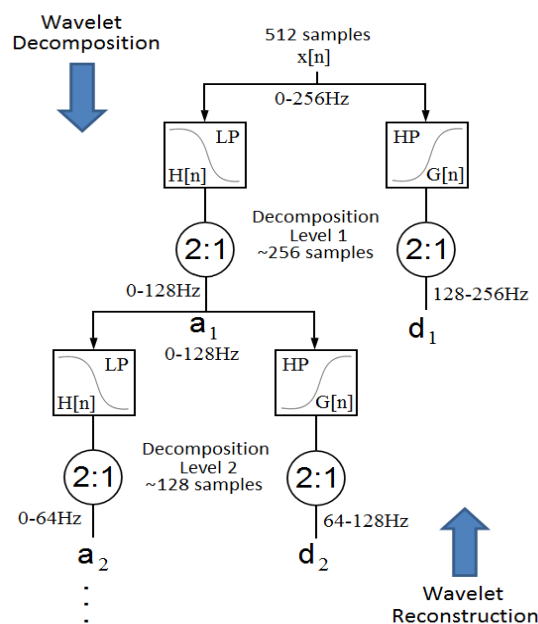 Wavelet
Decomposition
512 samples
x[n]
0-256Hz
LP
H[n]
HP
G[n]
2:1
Decomposition
Level 1
~256 samples
2:1
0-128Hz
128-256Hz
a1
d1
0-128Hz
LP
H[n]
HP
G[n]
2:1
Decomposition
Level 2
~128 samples
2:1
0-64Hz
64-128Hz
a2
d2
Wavelet
Reconstruction